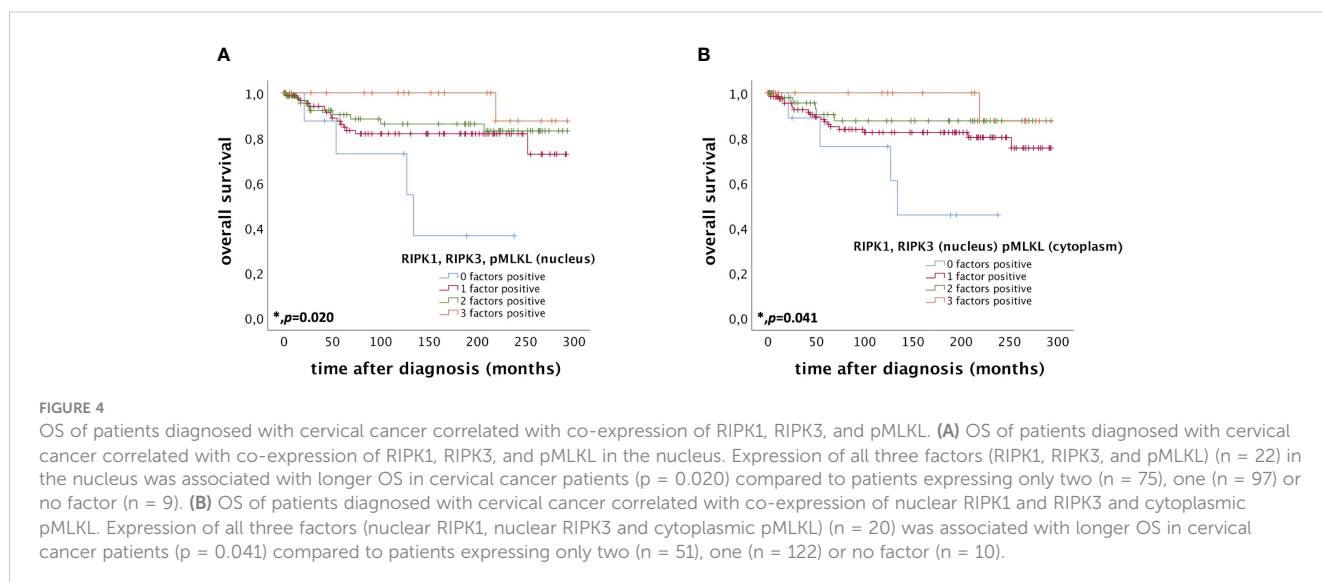 A
B
overall survival
1,0
0,8
0,6
0,4
0,2
0,0
RIPK1, RIPK3, pMLKL (nucleus)
0 factors positive
1 factor positive
2 factors positive
3 factors positive
*,p=0.020
0 50 100 150 200 250 300
time after diagnosis (months)
overall survival
1,0
0,8
0,6
0,4
0,2
0,0
RIPK1, RIPK3 (nucleus) pMLKL (cytoplasm)
0 factors positive
1 factor positive
2 factors positive
3 factors positive
*,p=0.041
0 50 100 150 200 250 300
time after diagnosis (months)
FIGURE 4
OS of patients diagnosed with cervical cancer correlated with co-expression of RIPK1, RIPK3, and pMLKL. (A) OS of patients diagnosed with cervical
cancer correlated with co-expression of RIPK1, RIPK3, and pMLKL in the nucleus. Expression of all three factors (RIPK1, RIPK3, and pMLKL) (n = 22) in
the nucleus was associated with longer OS in cervical cancer patients (p = 0.020) compared to patients expressing only two (n = 75), one (n = 97) or
no factor (n = 9). (B) OS of patients diagnosed with cervical cancer correlated with co-expression of nuclear RIPK1 and RIPK3 and cytoplasmic
pMLKL. Expression of all three factors (nuclear RIPK1, nuclear RIPK3 and cytoplasmic pMLKL) (n = 20) was associated with longer OS in cervical
cancer patients (p = 0.041) compared to patients expressing only two (n = 51), one (n = 122) or no factor (n = 10).